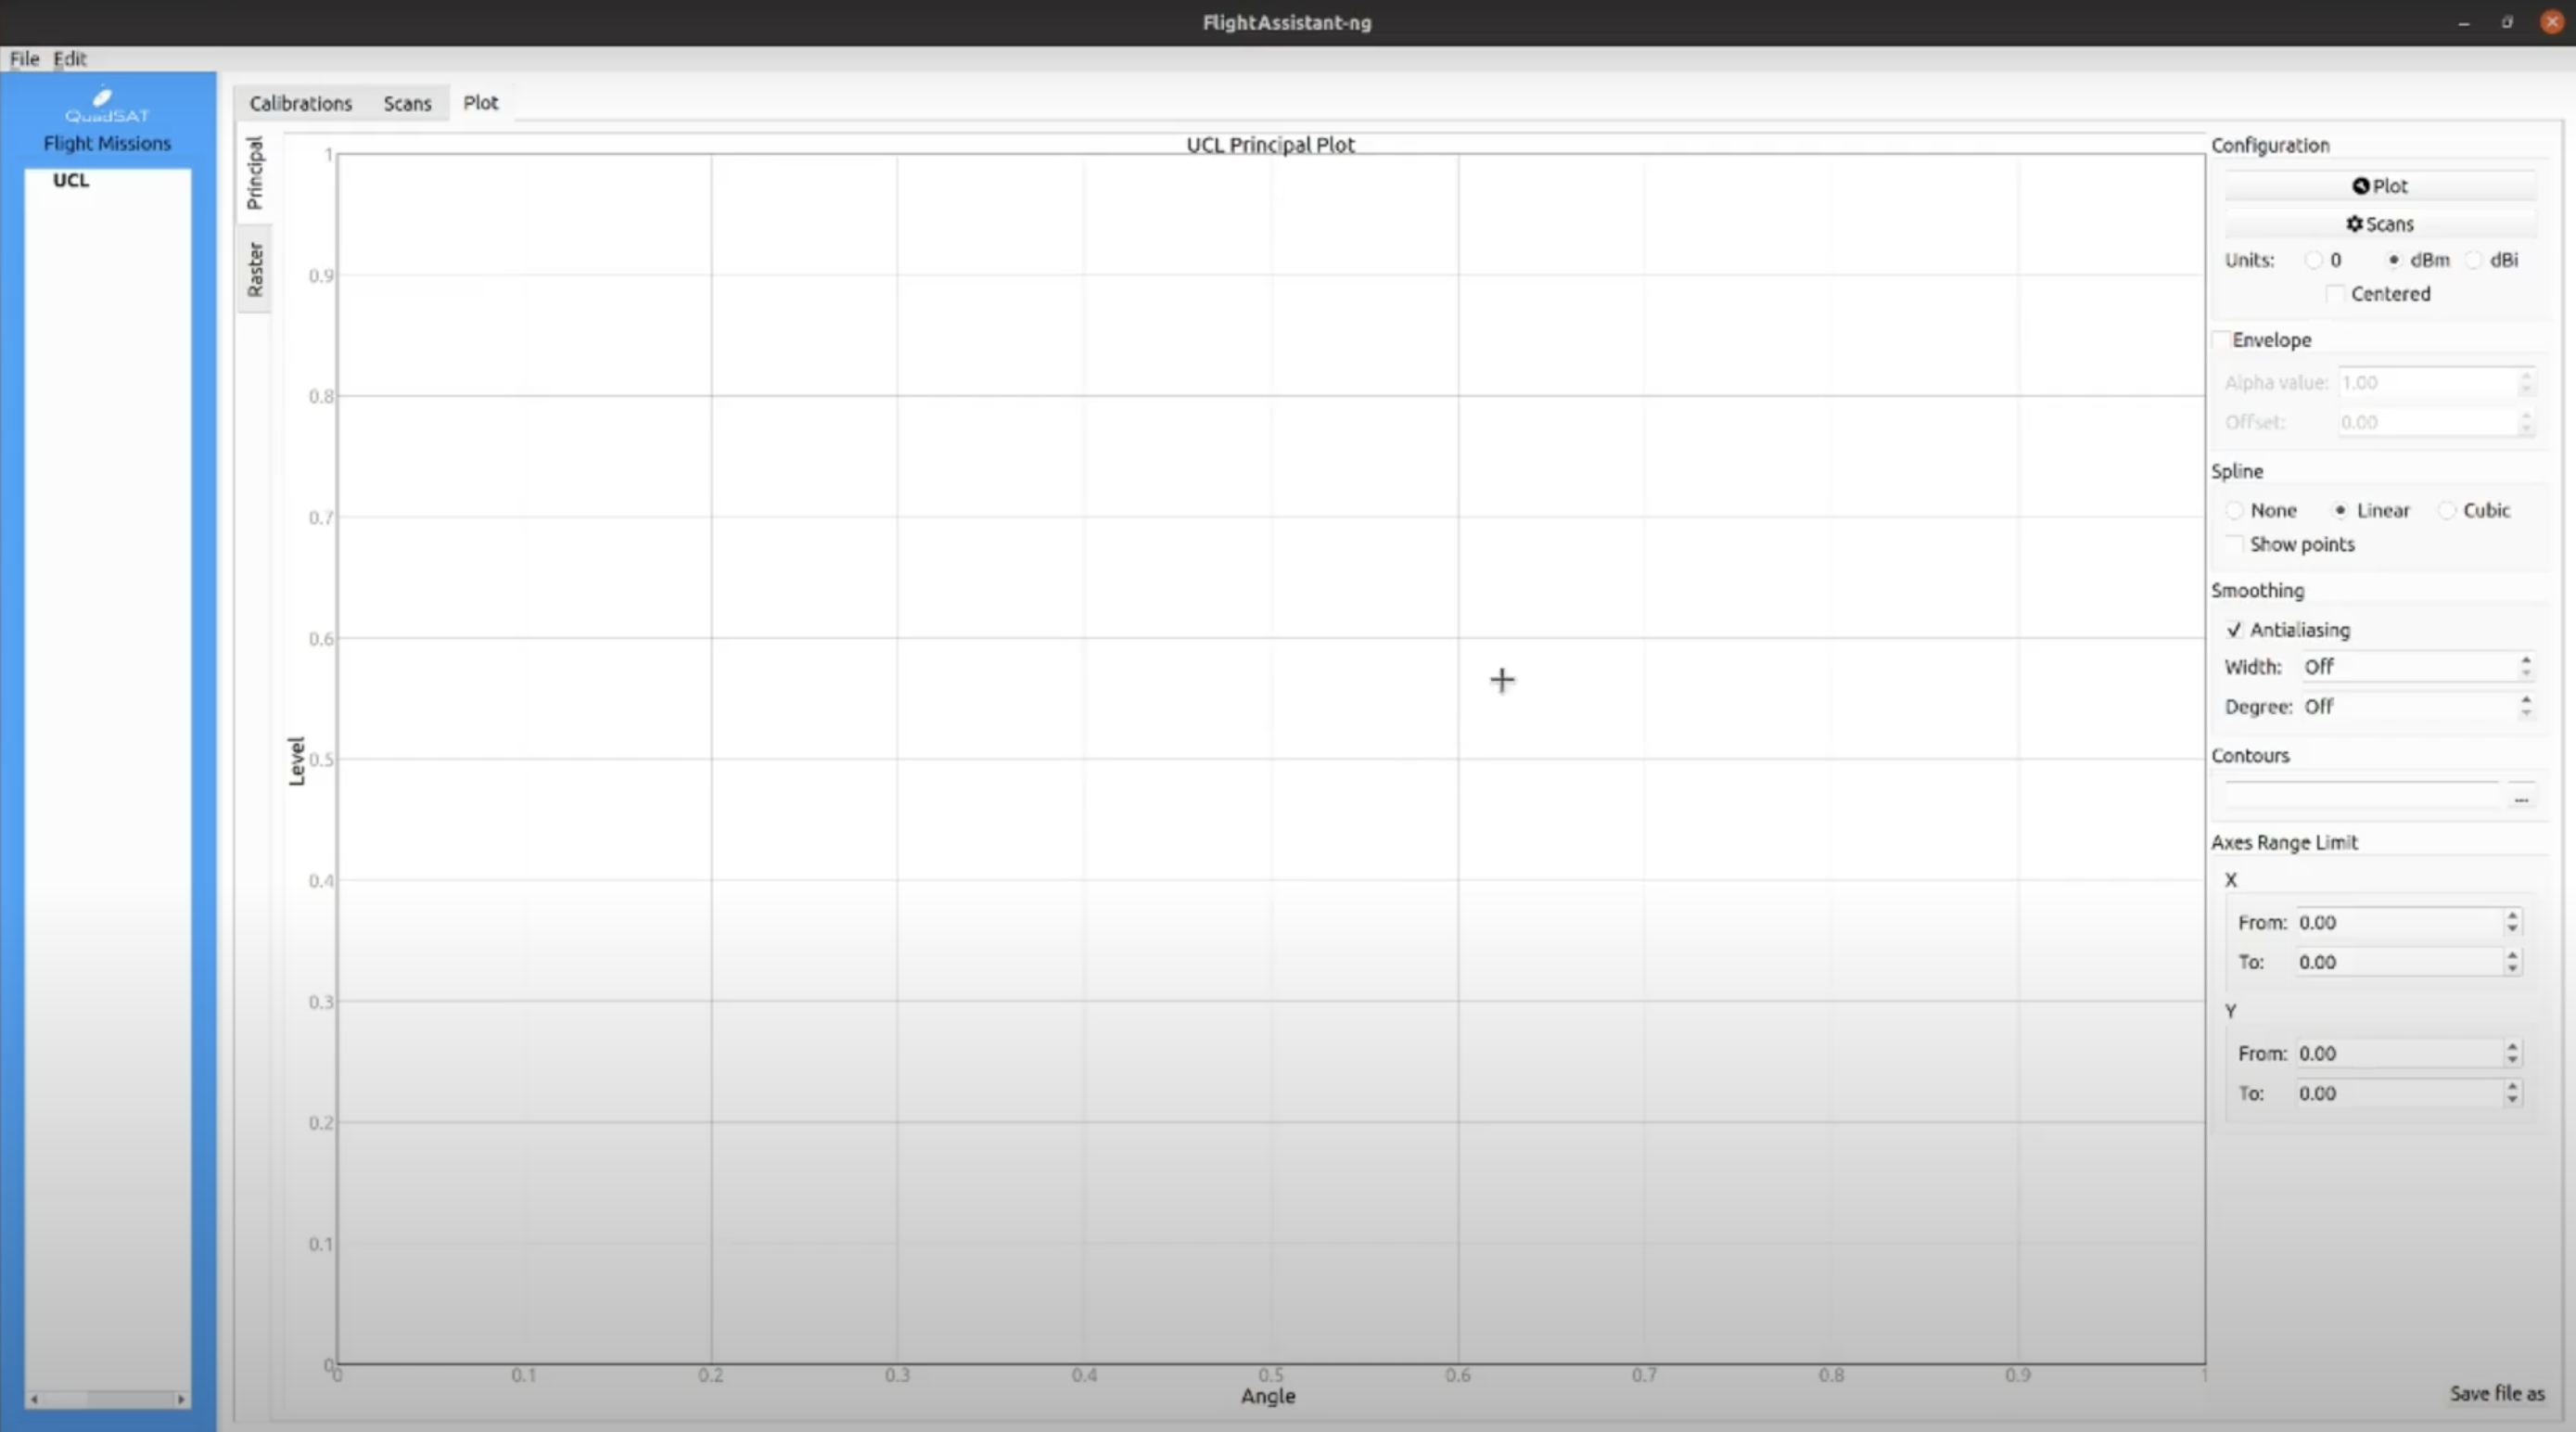 FlightAssistant-ng
File Edit
QuadSAT
Flight Missions
UCL
Calibrations Scans Plot
Principal
Raster
UCL Principal Plot
1
0.9
0.8
0.7
0.6
0.5
0.4
0.3
0.2
0.1
0
Level
0 0.1 0.2 0.3 0.4 0.5 0.6 0.7 0.8 0.9 1
Angle
Configuration
Plot
Scans
Units: 0 dBm dBi
Centered
Envelope
Alpha value: 1.00
Offset: 0.00
Spline
None Linear Cubic
Show points
Smoothing
Antialiasing
Width: Off
Degree: Off
Contours
...
Axes Range Limit
X
From: 0.00
To: 0.00
Y
From: 0.00
To: 0.00
Save file as